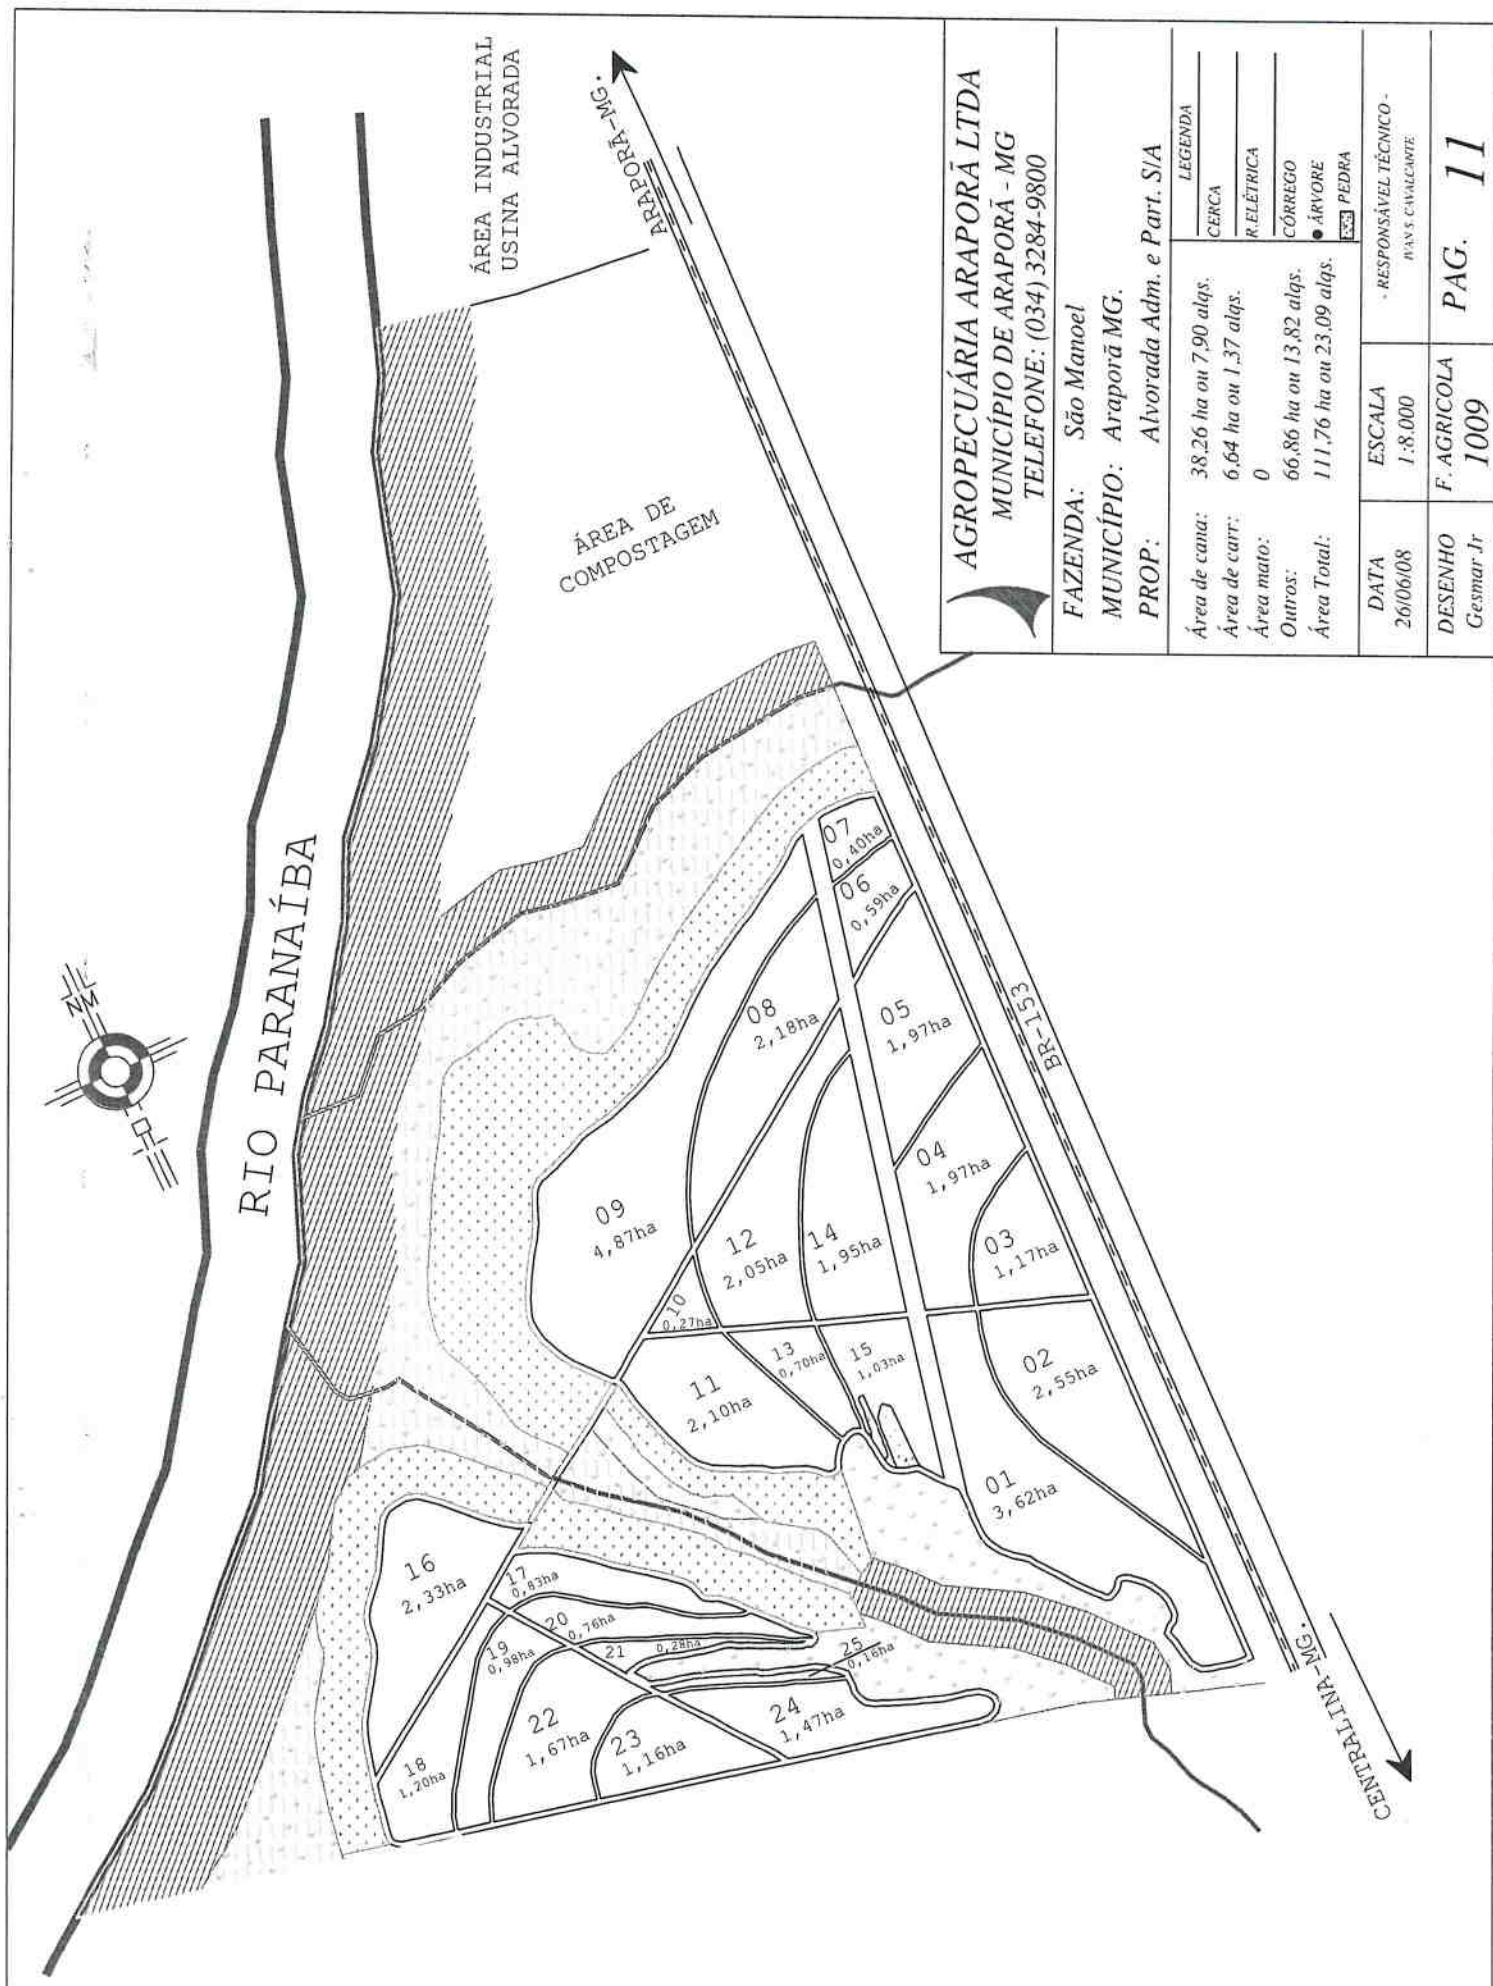 ÁREA INDUSTRIAL
USINA ALVORADA
ARAPORÃ-MG.
NM
RIO PARANAÍBA
ÁREA DE
COMPOSTAGEM
07
0,40ha
06
0,59ha
08
2,18ha
05
1,97ha
BR-153
09
4,87ha
04
1,97ha
12
2,05ha
14
1,95ha
03
1,17ha
10
0,27ha
13
0,70ha
15
1,03ha
11
2,10ha
02
2,55ha
01
3,62ha
16
2,33ha
17
0,83ha
20
0,76ha
19
0,98ha
21
0,28ha
25
0,16ha
22
1,67ha
23
1,16ha
24
1,47ha
18
1,20ha
CENTRALINA-MG.
AGROPECUÁRIA ARAPORÃ LTDA
MUNICÍPIO DE ARAPORÃ - MG
TELEFONE: (034) 3284-9800
FAZENDA: São Manoel
MUNICÍPIO: Araporã MG.
PROP: Alvorada Adm. e Part. S/A
Área de cana: 38,26 ha ou 7,90 alqs.
Área de carr: 6,64 ha ou 1,37 alqs.
Área mato: 0
Outros: 66,86 ha ou 13,82 alqs.
Área Total: 111,76 ha ou 23,09 alqs.
LEGENDA
CERCA
R.ELÉTRICA
CÓRREGO
ÁRVORE
PEDRA
DATA
26/06/08
ESCALA
1:8.000
- RESPONSÁVEL TÉCNICO -
IVAN S. CAVALCANTE
DESENHO
Gesmar Jr
F. AGRICOLA
1009
PAG. 11